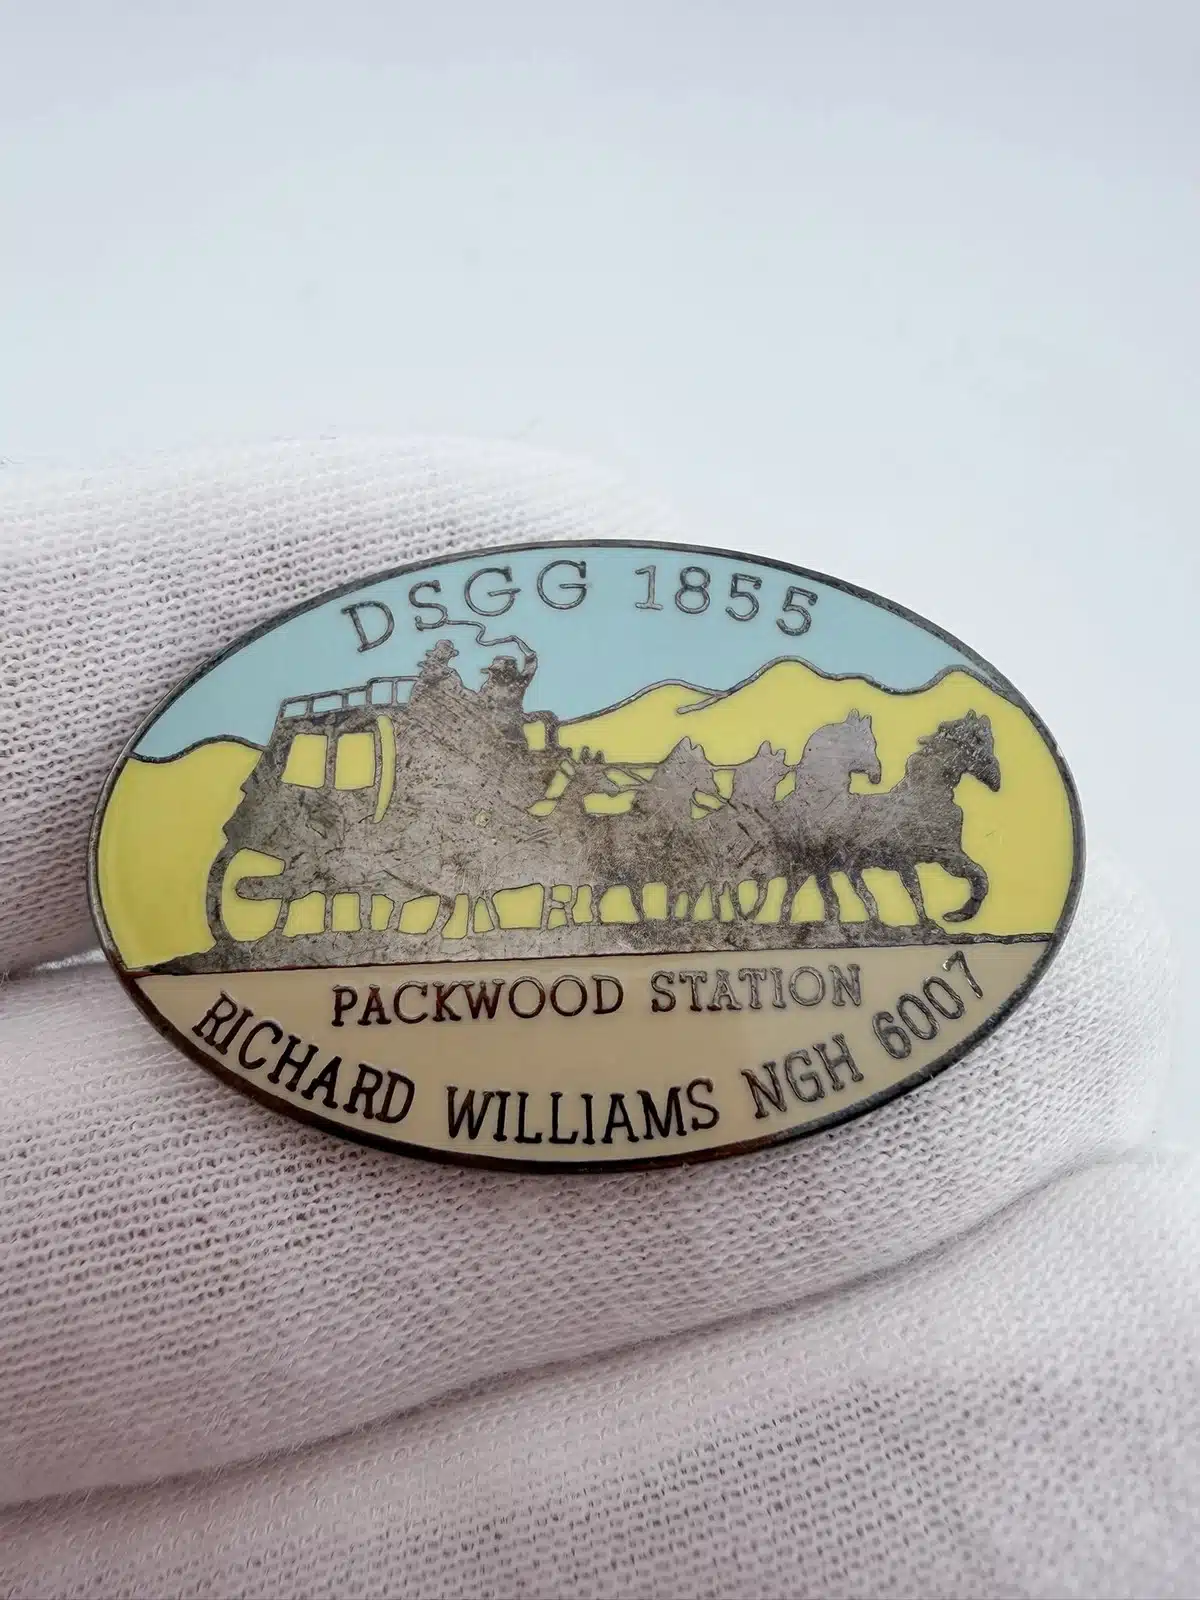 DSGG 1855
PACKWOOD STATION
RICHARD WILLIAMS NGH 6007